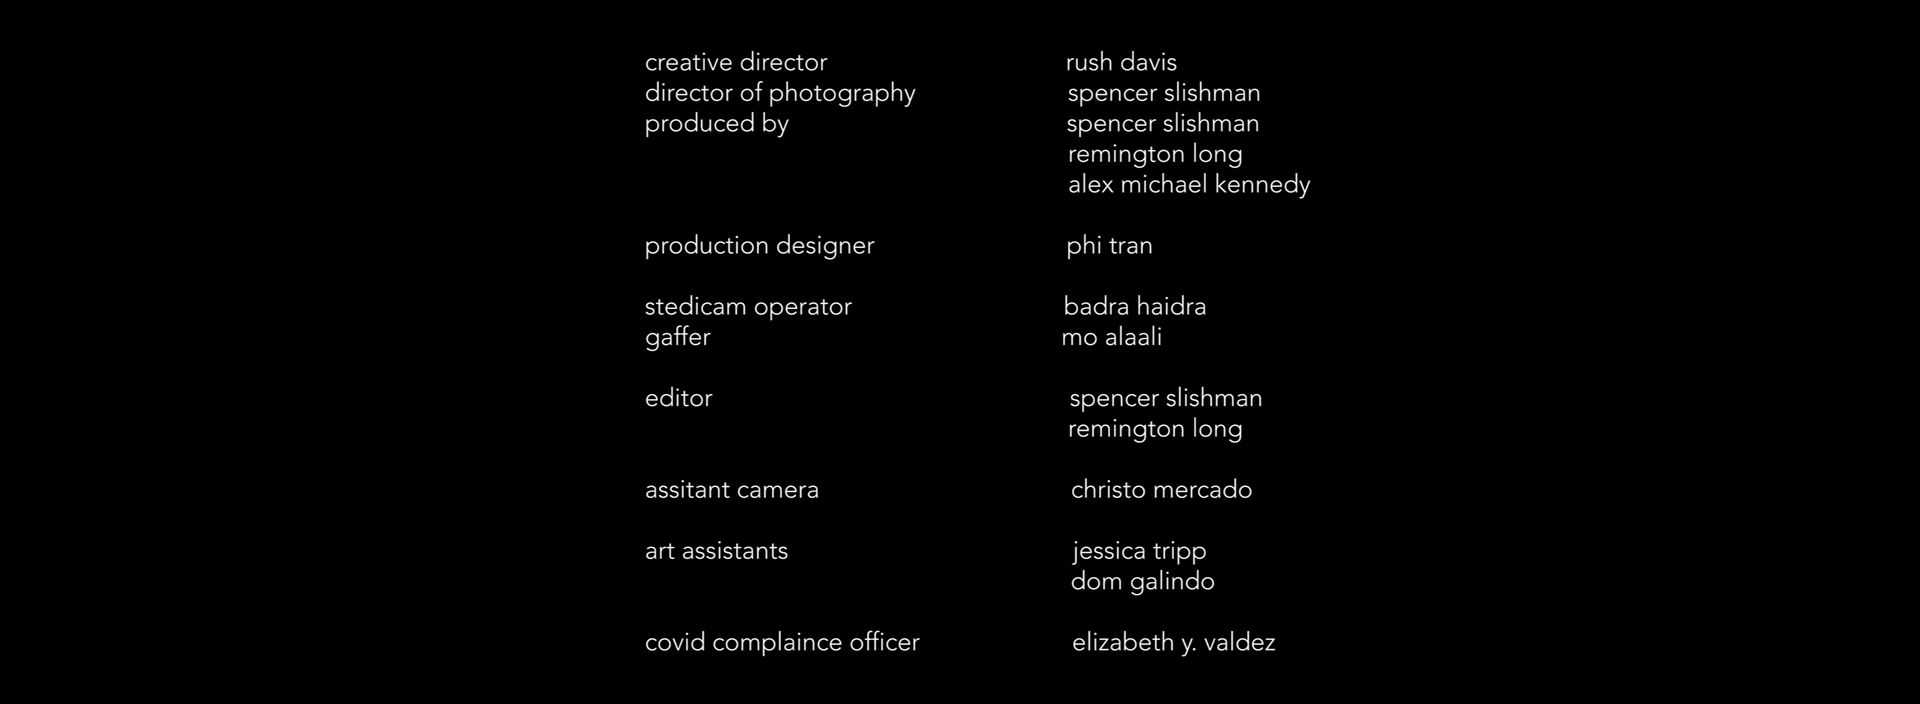 creative director rush davis
director of photography spencer slishman
produced by spencer slishman
remington long
alex michael kennedy
production designer phi tran
stedicam operator badra haidra
gaffer mo alaali
editor spencer slishman
remington long
assitant camera christo mercado
art assistants jessica tripp
dom galindo
covid complaince officer elizabeth y. valdez